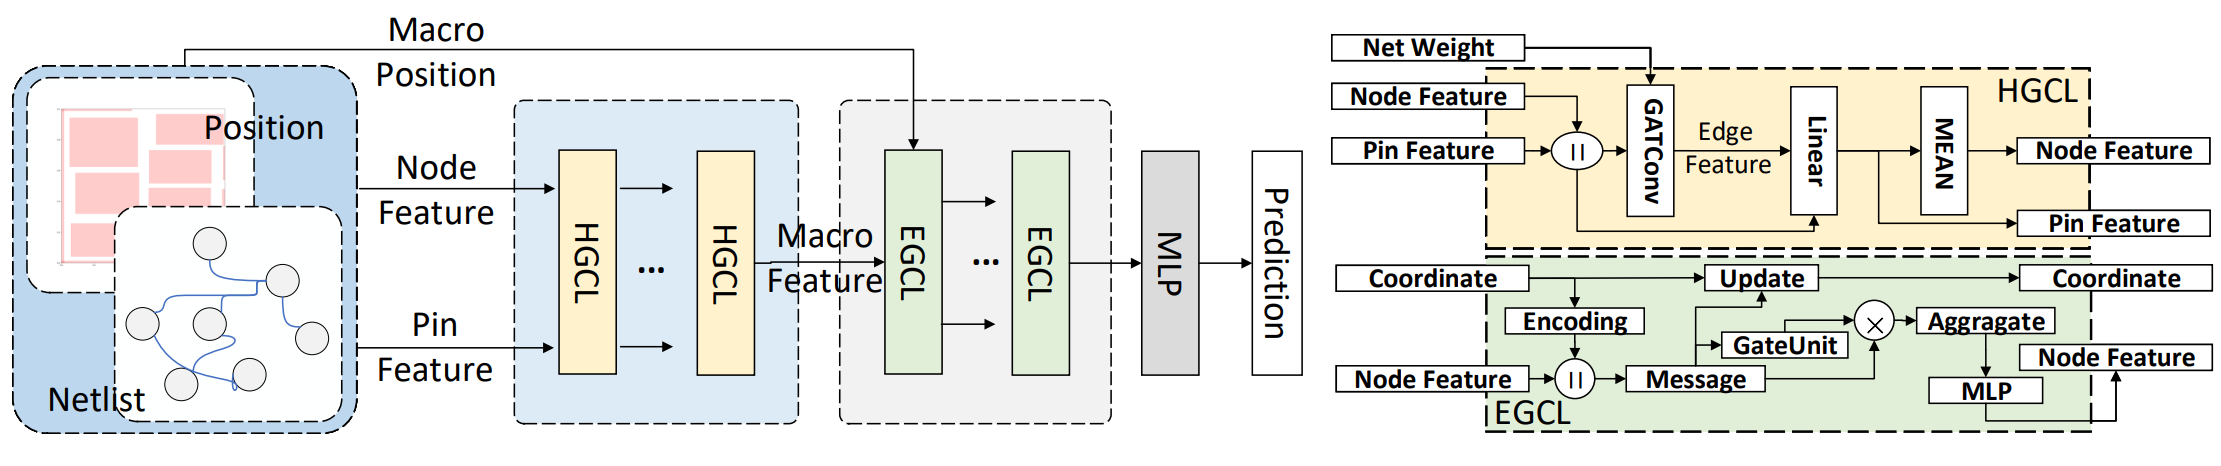 Macro
Position
Position
Netlist
Node
Feature
Pin
Feature
HGCL
...
HGCL
Macro
Feature
EGCL
...
EGCL
MLP
Prediction
Net Weight
Node Feature
Pin Feature
||
GATConv
Edge
Feature
Linear
MEAN
HGCL
Node Feature
Pin Feature
Coordinate
Update
Coordinate
Encoding
GateUnit
×
Aggragate
Node Feature
Node Feature
||
Message
MLP
EGCL